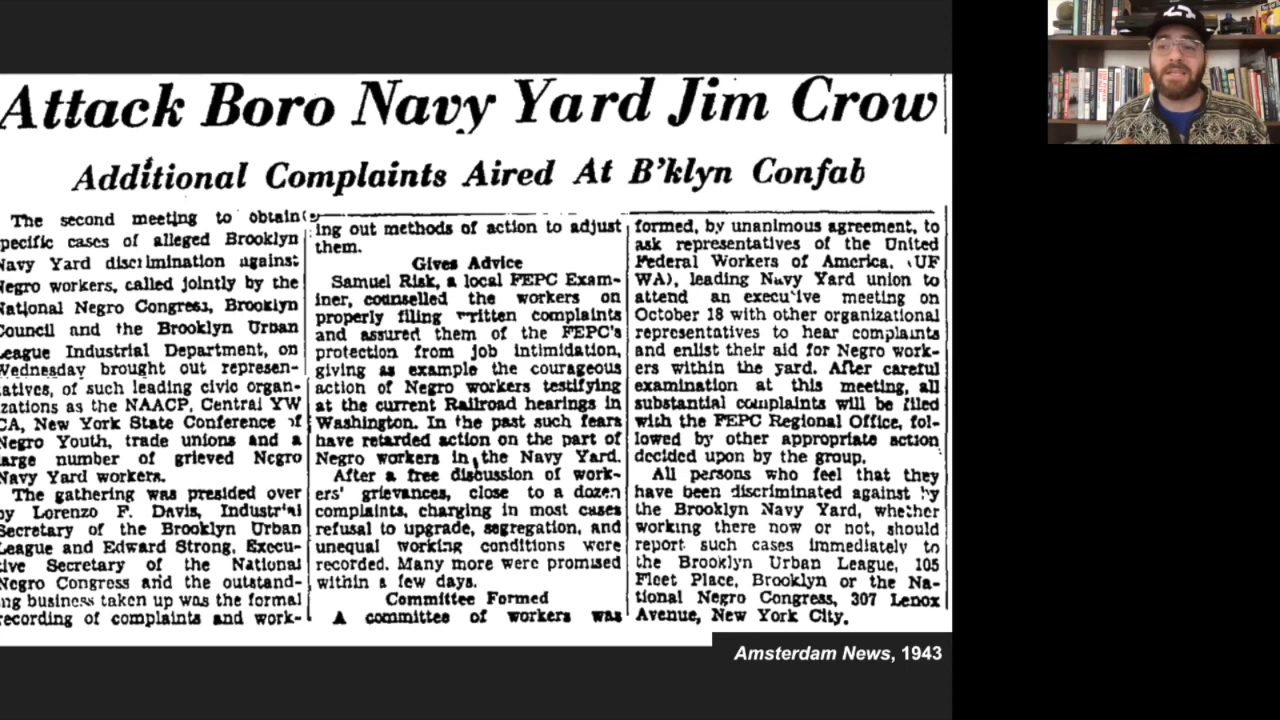 Attack Boro Navy Yard Jim Crow
Additional Complaints Aired At B'klyn Confab
The second meeting to obtain
pecific cases of alleged Brooklyn
Navy Yard discrimination against
Negro workers, called jointly by the
National Negro Congress, Brooklyn
Council and the Brooklyn Urban
League Industrial Department, on
Wednesday brought out represen-
tatives, of such leading civic organ-
zations as the NAACP, Central YW
CA, New York State Conference of
Negro Youth, trade unions and a
large number of grieved Negro
Navy Yard workers.
The gathering was presided over
by Lorenzo F. Davis, Industrial
Secretary of the Brooklyn Urban
League and Edward Strong, Execu-
tive Secretary of the National
Negro Congress and the outstand-
ng business taken up was the formal
recording of complaints and work-
ing out methods of action to adjust
them.
Gives Advice
Samuel Risk, a local FEPC Exam-
iner, counselled the workers on
properly filing written complaints
and assured them of the FEPC's
protection from job intimidation,
giving as example the courageous
action of Negro workers testifying
at the current Railroad hearings in
Washington. In the past such fears
have retarded action on the part of
Negro workers in the Navy Yard.
After a free discussion of work-
ers' grievances, close to a dozen
complaints, charging in most cases
refusal to upgrade, segregation, and
unequal working conditions were
recorded. Many more were promised
within a few days.
Committee Formed
A committee of workers was
formed, by unanimous agreement, to
ask representatives of the United
Federal Workers of America, (UF
WA), leading Navy Yard union to
attend an executive meeting on
October 18 with other organizational
representatives to hear complaints
and enlist their aid for Negro work-
ers within the yard. After careful
examination at this meeting, all
substantial complaints will be filed
with the FEPC Regional Office, fol-
lowed by other appropriate action
decided upon by the group.
All persons who feel that they
have been discriminated against by
the Brooklyn Navy Yard, whether
working there now or not, should
report such cases immediately to
the Brooklyn Urban League, 105
Fleet Place, Brooklyn or the Na-
tional Negro Congress, 307 Lenox
Avenue, New York City.
Amsterdam News, 1943